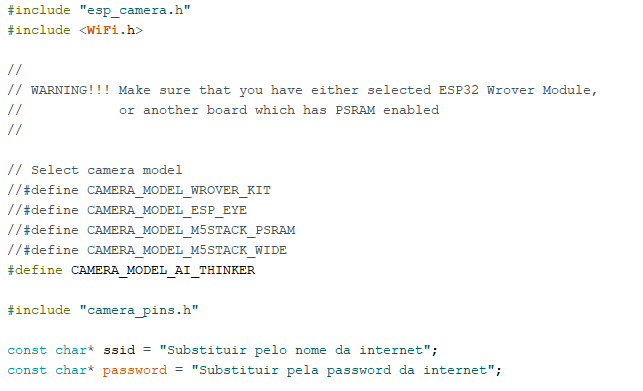 #include "esp_camera.h"
#include <WiFi.h>
//
// WARNING!!! Make sure that you have either selected ESP32 Wrover Module,
//            or another board which has PSRAM enabled
//
// Select camera model
//#define CAMERA_MODEL_WROVER_KIT
//#define CAMERA_MODEL_ESP_EYE
//#define CAMERA_MODEL_M5STACK_PSRAM
//#define CAMERA_MODEL_M5STACK_WIDE
#define CAMERA_MODEL_AI_THINKER
#include "camera_pins.h"
const char* ssid = "Substituir pelo nome da internet";
const char* password = "Substituir pela password da internet";